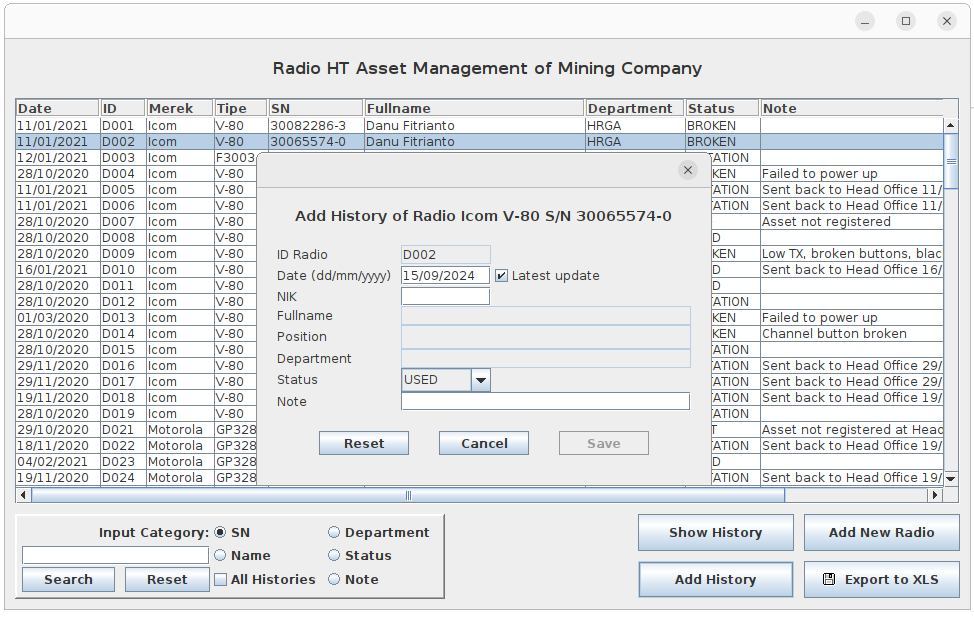 Radio HT Asset Management of Mining Company
Date ID Merek Tipe SN Fullname Department Status Note
11/01/2021 D001 Icom V-80 30082286-3 Danu Fitrianto HRGA BROKEN
11/01/2021 D002 Icom V-80 30065574-0 Danu Fitrianto HRGA BROKEN
12/01/2021 D003 Icom F3003 TATION
28/10/2020 D004 Icom V-80 KEN Failed to power up
11/01/2021 D005 Icom V-80 TATION Sent back to Head Office 11/
11/01/2021 D006 Icom V-80 TATION Sent back to Head Office 11/
28/10/2020 D007 Icom V-80 Asset not registered
28/10/2020 D008 Icom V-80 D
28/10/2020 D009 Icom V-80 KEN Low TX, broken buttons, blac
16/01/2021 D010 Icom V-80 D Sent back to Head Office 16/
28/10/2020 D011 Icom V-80 D
28/10/2020 D012 Icom V-80 TATION
01/03/2020 D013 Icom V-80 KEN Failed to power up
28/10/2020 D014 Icom V-80 KEN Channel button broken
28/10/2020 D015 Icom V-80 TATION
29/11/2020 D016 Icom V-80 TATION Sent back to Head Office 29/
29/11/2020 D017 Icom V-80 TATION Sent back to Head Office 29/
19/11/2020 D018 Icom V-80 TATION Sent back to Head Office 19/
28/10/2020 D019 Icom V-80 TATION
29/10/2020 D021 Motorola GP328 T Asset not registered at Head
18/11/2020 D022 Motorola GP328 TATION Sent back to Head Office 19/
04/02/2021 D023 Motorola GP328 D
19/11/2020 D024 Motorola GP328 TATION Sent back to Head Office 19/
Add History of Radio Icom V-80 S/N 30065574-0
ID Radio D002
Date (dd/mm/yyyy) 15/09/2024 Latest update
NIK
Fullname
Position
Department
Status USED
Note
Reset Cancel Save
Input Category: SN Department
Name Status
Search Reset All Histories Note
Show History Add New Radio
Add History Export to XLS